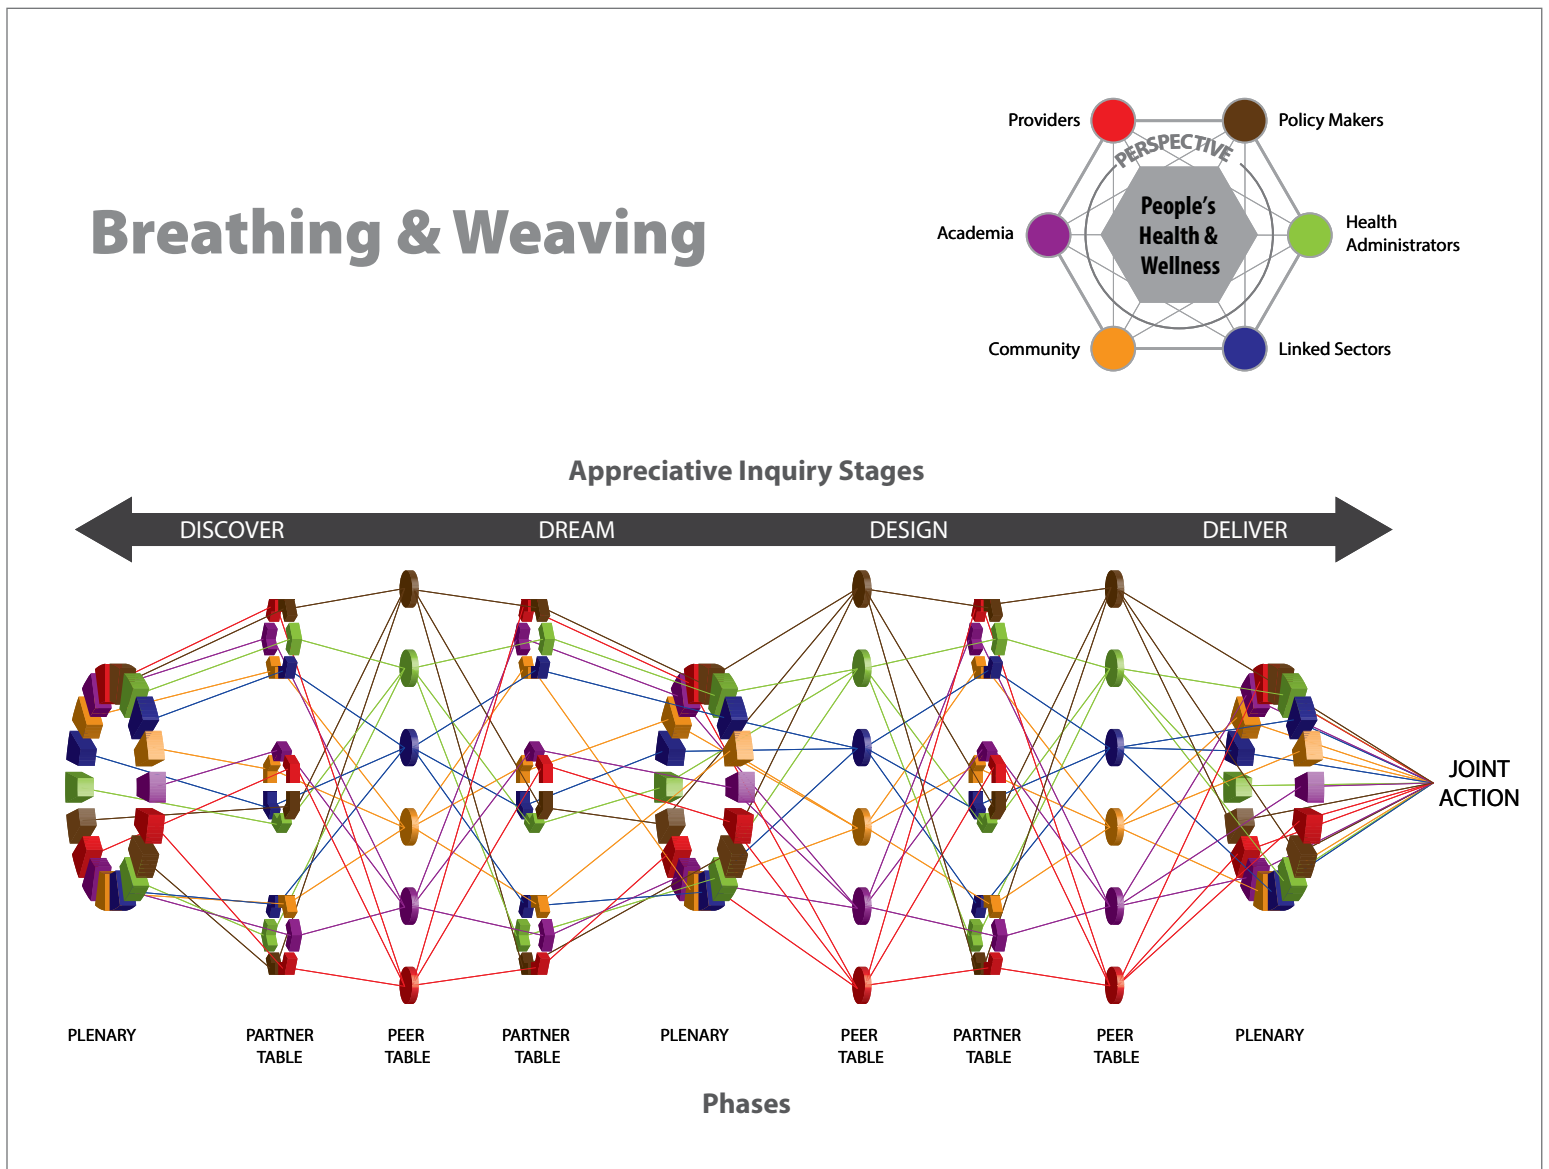 Breathing & Weaving
Providers
Policy Makers
PERSPECTIVE
Academia
People’s
Health &
Wellness
Health
Administrators
Community
Linked Sectors
Appreciative Inquiry Stages
DISCOVER
DREAM
DESIGN
DELIVER
JOINT
ACTION
PLENARY
PARTNER
TABLE
PEER
TABLE
PARTNER
TABLE
PLENARY
PEER
TABLE
PARTNER
TABLE
PEER
TABLE
PLENARY
Phases